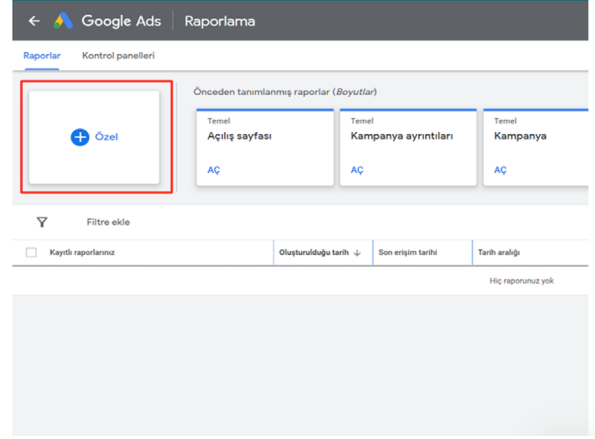 Google Ads Raporlama
Raporlar Kontrol panelleri
Önceden tanımlanmış raporlar (Boyutlar)
Özel
Temel
Açılış sayfası
AÇ
Temel
Kampanya ayrıntıları
AÇ
Temel
Kampanya
AÇ
Filtre ekle
Kayıtlı raporlarınız Oluşturulduğu tarih Son erişim tarihi Tarih aralığı
Hiç raporunuz yok